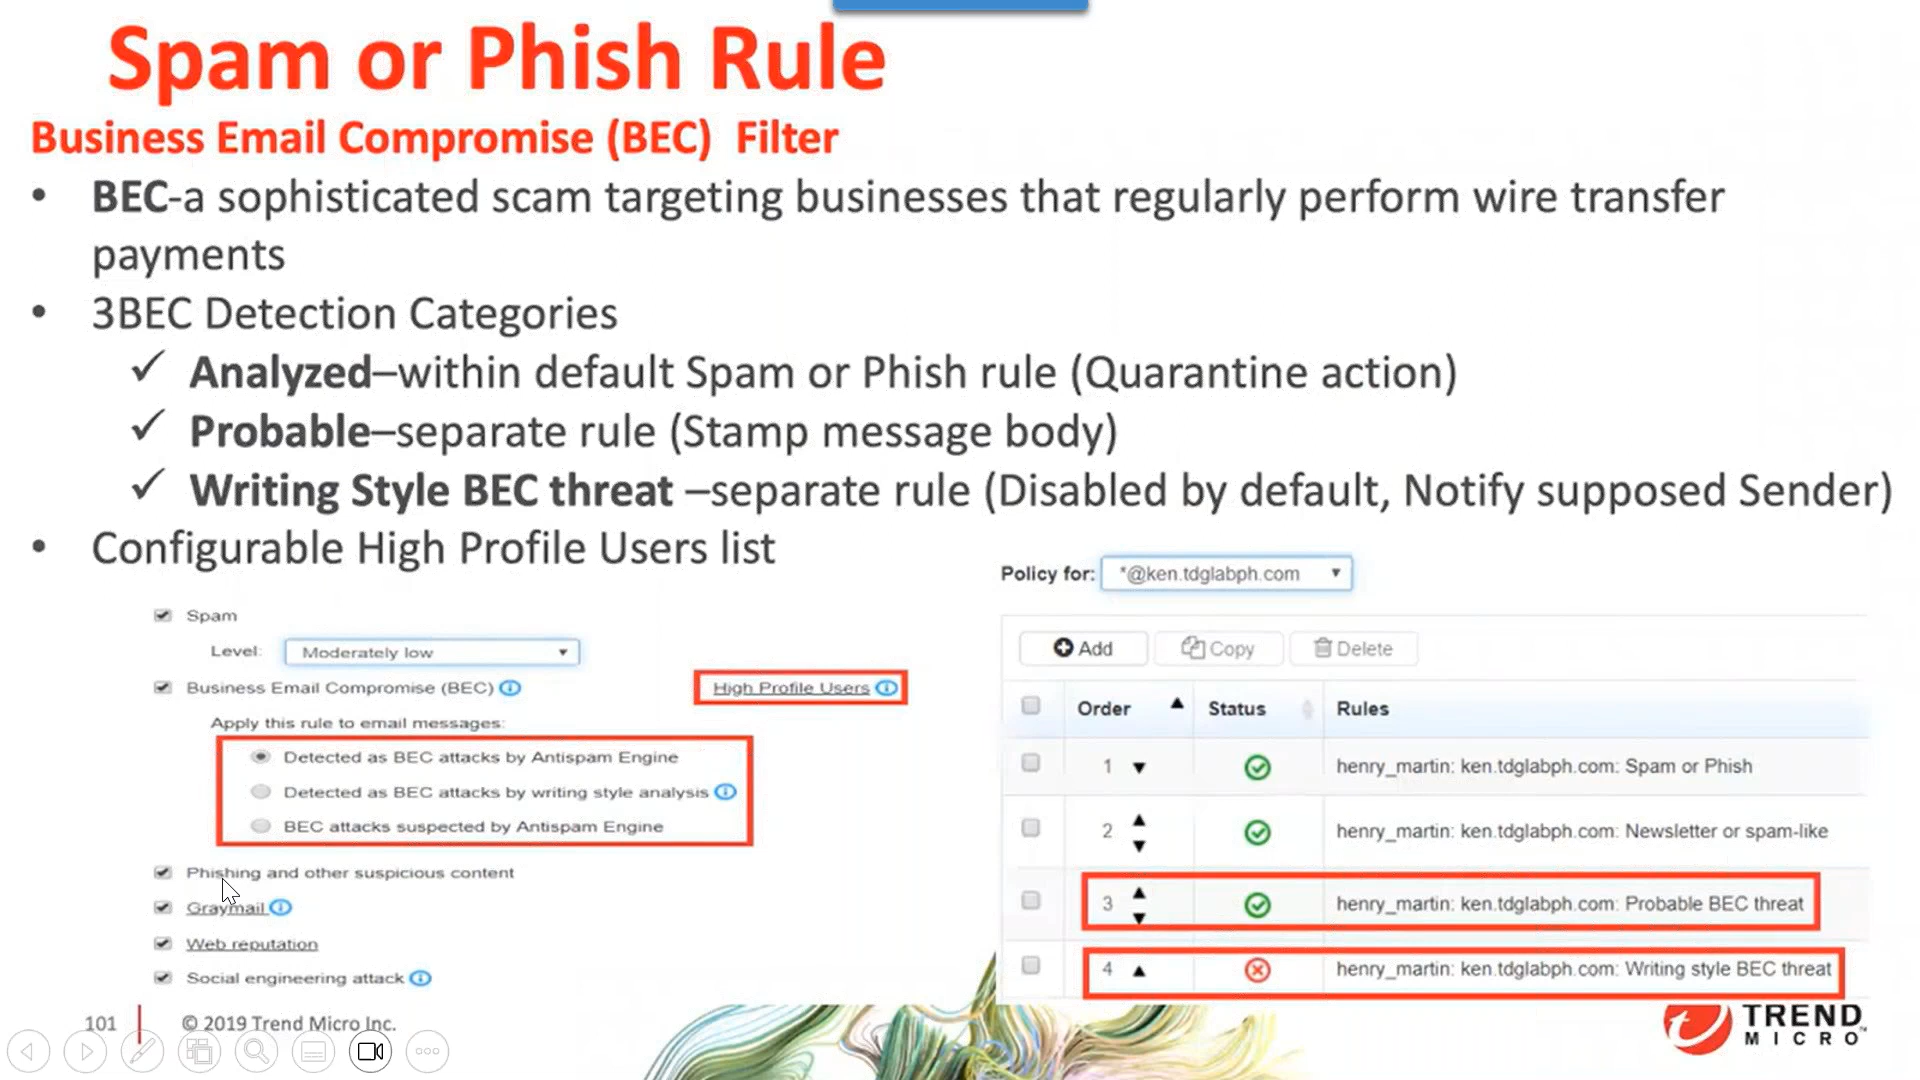 Spam or Phish Rule
Business Email Compromise (BEC)  Filter
• BEC-a sophisticated scam targeting businesses that regularly perform wire transfer
payments
• 3BEC Detection Categories
✓ Analyzed–within default Spam or Phish rule (Quarantine action)
✓ Probable–separate rule (Stamp message body)
✓ Writing Style BEC threat –separate rule (Disabled by default, Notify supposed Sender)
• Configurable High Profile Users list
Spam
Level: Moderately low
Business Email Compromise (BEC)
High Profile Users
Apply this rule to email messages:
Detected as BEC attacks by Antispam Engine
Detected as BEC attacks by writing style analysis
BEC attacks suspected by Antispam Engine
Phishing and other suspicious content
Graymail
Web reputation
Social engineering attack
Policy for: *@ken.tdglabph.com
Add Copy Delete
Order Status Rules
1 henry_martin: ken.tdglabph.com: Spam or Phish
2 henry_martin: ken.tdglabph.com: Newsletter or spam-like
3 henry_martin: ken.tdglabph.com: Probable BEC threat
4 henry_martin: ken.tdglabph.com: Writing style BEC threat
101 © 2019 Trend Micro Inc.
TREND
MICRO™